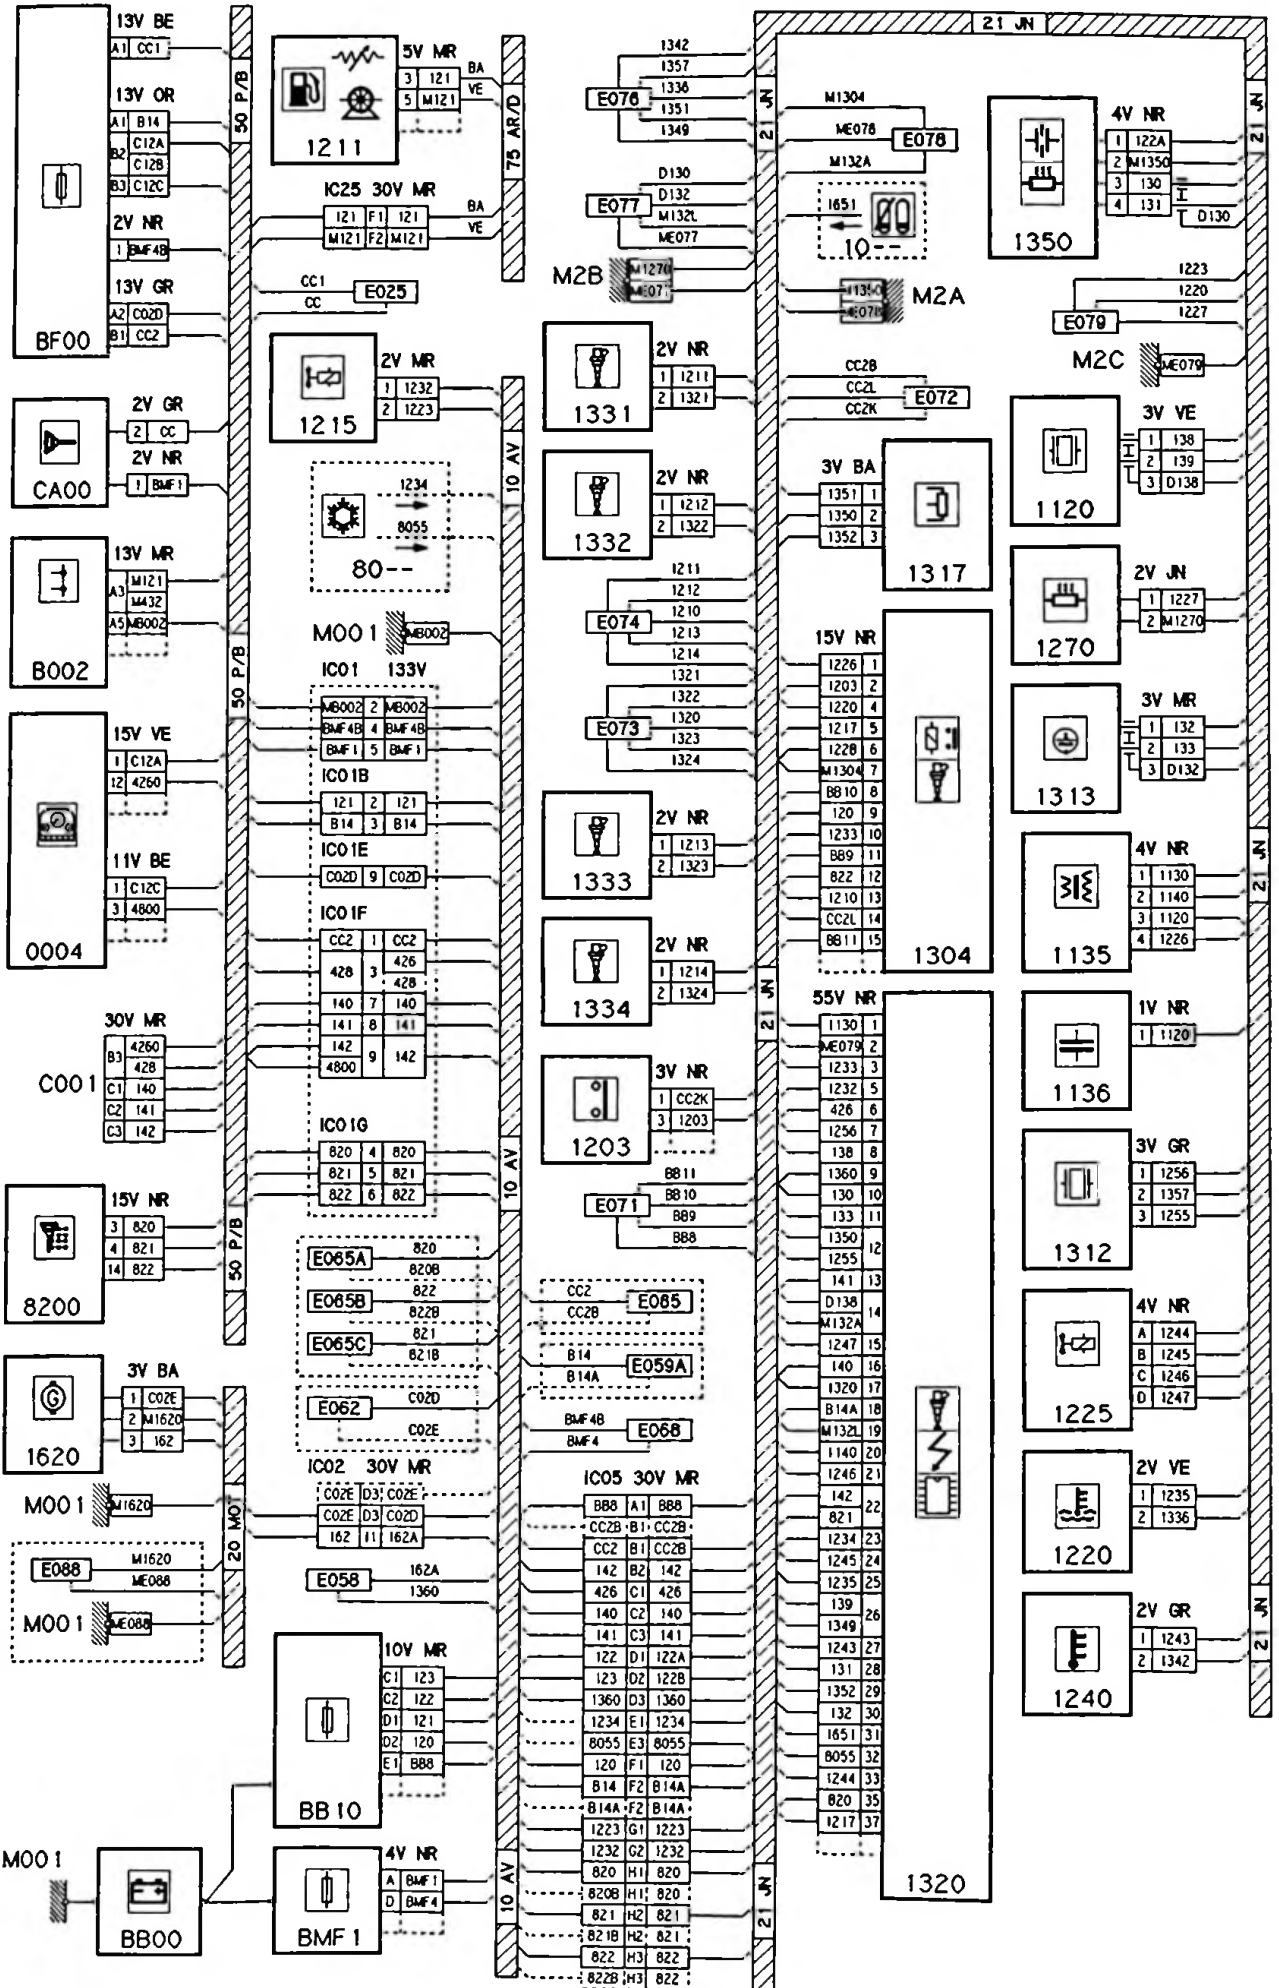 13V BE
A1 CC1
13V OR
A1 B14
B2 C12A
C12B
B3 C12C
2V NR
1 BMF4B
13V GR
A2 C02D
B1 CC2
BF00
2V GR
2 CC
2V NR
1 BMF1
CA00
13V MR
A3 M121
M432
A5 MB002
B002
15V VE
1 C12A
12 4260
11V BE
1 C12C
3 4800
0004
30V MR
B3 4260
428
C1 140
C2 141
C3 142
C001
15V NR
3 820
4 821
14 822
8200
3V BA
1 C02E
2 M1620
3 162
1620
M001 M1620
E088 M1620
ME088
M001 ME088
M001
BB00
50 P/B
50 P/B
50 P/B
20 MOT
5V MR
3 121 BA
5 M121 VE
1211
75 AR/D
IC25 30V MR
121 F1 121 BA
M121 F2 M121 VE
CC1 E025
CC
2V MR
1 1232
2 1223
1215
1234
8055
80--
M001 MB002
IC01 133V
MB002 2 MB002
BMF4B 4 BMF4B
BMF1 5 BMF1
IC01B
121 2 121
B14 3 B14
IC01E
C02D 9 C02D
IC01F
CC2 1 CC2
428 3 426
428
140 7 140
141 8 141
142 9 142
4800
IC01G
820 4 820
821 5 821
822 6 822
E065A 820
820B
E065B 822
822B
E065C 821
821B
E062 C02D
C02E
IC02 30V MR
C02E D3 C02E
C02E D3 C02D
162 11 162A
E058 162A
1360
10V MR
C1 123
C2 122
D1 121
D2 120
E1 BB8
BB10
4V NR
A BMF1
D BMF4
BMF1
10 AV
10 AV
10 AV
1342
1357
E076 1336
1351
1349
D130
E077 D132
M132L
ME077
M2B M1270
ME077
2V NR
1 1211
2 1321
1331
2V NR
1 1212
2 1322
1332
1211
1212
E074 1210
1213
1214
1321
1322
E073 1320
1323
1324
2V NR
1 1213
2 1323
1333
2V NR
1 1214
2 1324
1334
3V NR
1 CC2K
3 1203
1203
BB11
E071 BB10
BB9
BB8
CC2 E065
CC2B
B14 E059A
B14A
BMF4B E068
BMF4
IC05 30V MR
BB8 A1 BB8
CC2B B1 CC2B
CC2 B1 CC2B
142 B2 142
426 C1 426
140 C2 140
141 C3 141
122 D1 122A
123 D2 122B
1360 D3 1360
1234 E1 1234
8055 E3 8055
120 F1 120
B14 F2 B14A
B14A F2 B14A
1223 G1 1223
1232 G2 1232
820 H1 820
820B H1 820
821 H2 821
821B H2 821
822 H3 822
822B H3 822
21 JN
21 JN
21 JN
21 JN
21 JN
21 JN
21 JN
M1304
ME078 E078
M132A
1651
10--
M2A
CC2B
CC2L E072
CC2K
3V BA
1351 1
1350 2
1352 3
1317
15V NR
1226 1
1203 2
1220 4
1217 5
1228 6
M1304 7
BB10 8
120 9
1233 10
BB9 11
822 12
1210 13
CC2L 14
BB11 15
1304
55V NR
1130 1
ME079 2
1233 3
1232 5
426 6
1256 7
138 8
1360 9
130 10
133 11
1350 12
1255
141 13
D138 14
M132A
1247 15
140 16
1320 17
B14A 18
M132L 19
1140 20
1246 21
142 22
821
1234 23
1245 24
1235 25
139 26
1349
1243 27
131 28
1352 29
132 30
1651 31
8055 32
1244 33
820 35
1217 37
1320
4V NR
1 122A
2 M1350
3 130
4 131
D130
1350
1223
1220
E079 1227
M2C ME079
3V VE
1 138
2 139
3 D138
1120
2V JN
1 1227
2 M1270
1270
3V MR
1 132
2 133
3 D132
1313
4V NR
1 1130
2 1140
3 1120
4 1226
1135
1V NR
1 1120
1136
3V GR
1 1256
2 1357
3 1255
1312
4V NR
A 1244
B 1245
C 1246
D 1247
1225
2V VE
1 1235
2 1336
1220
2V GR
1 1243
2 1342
1240